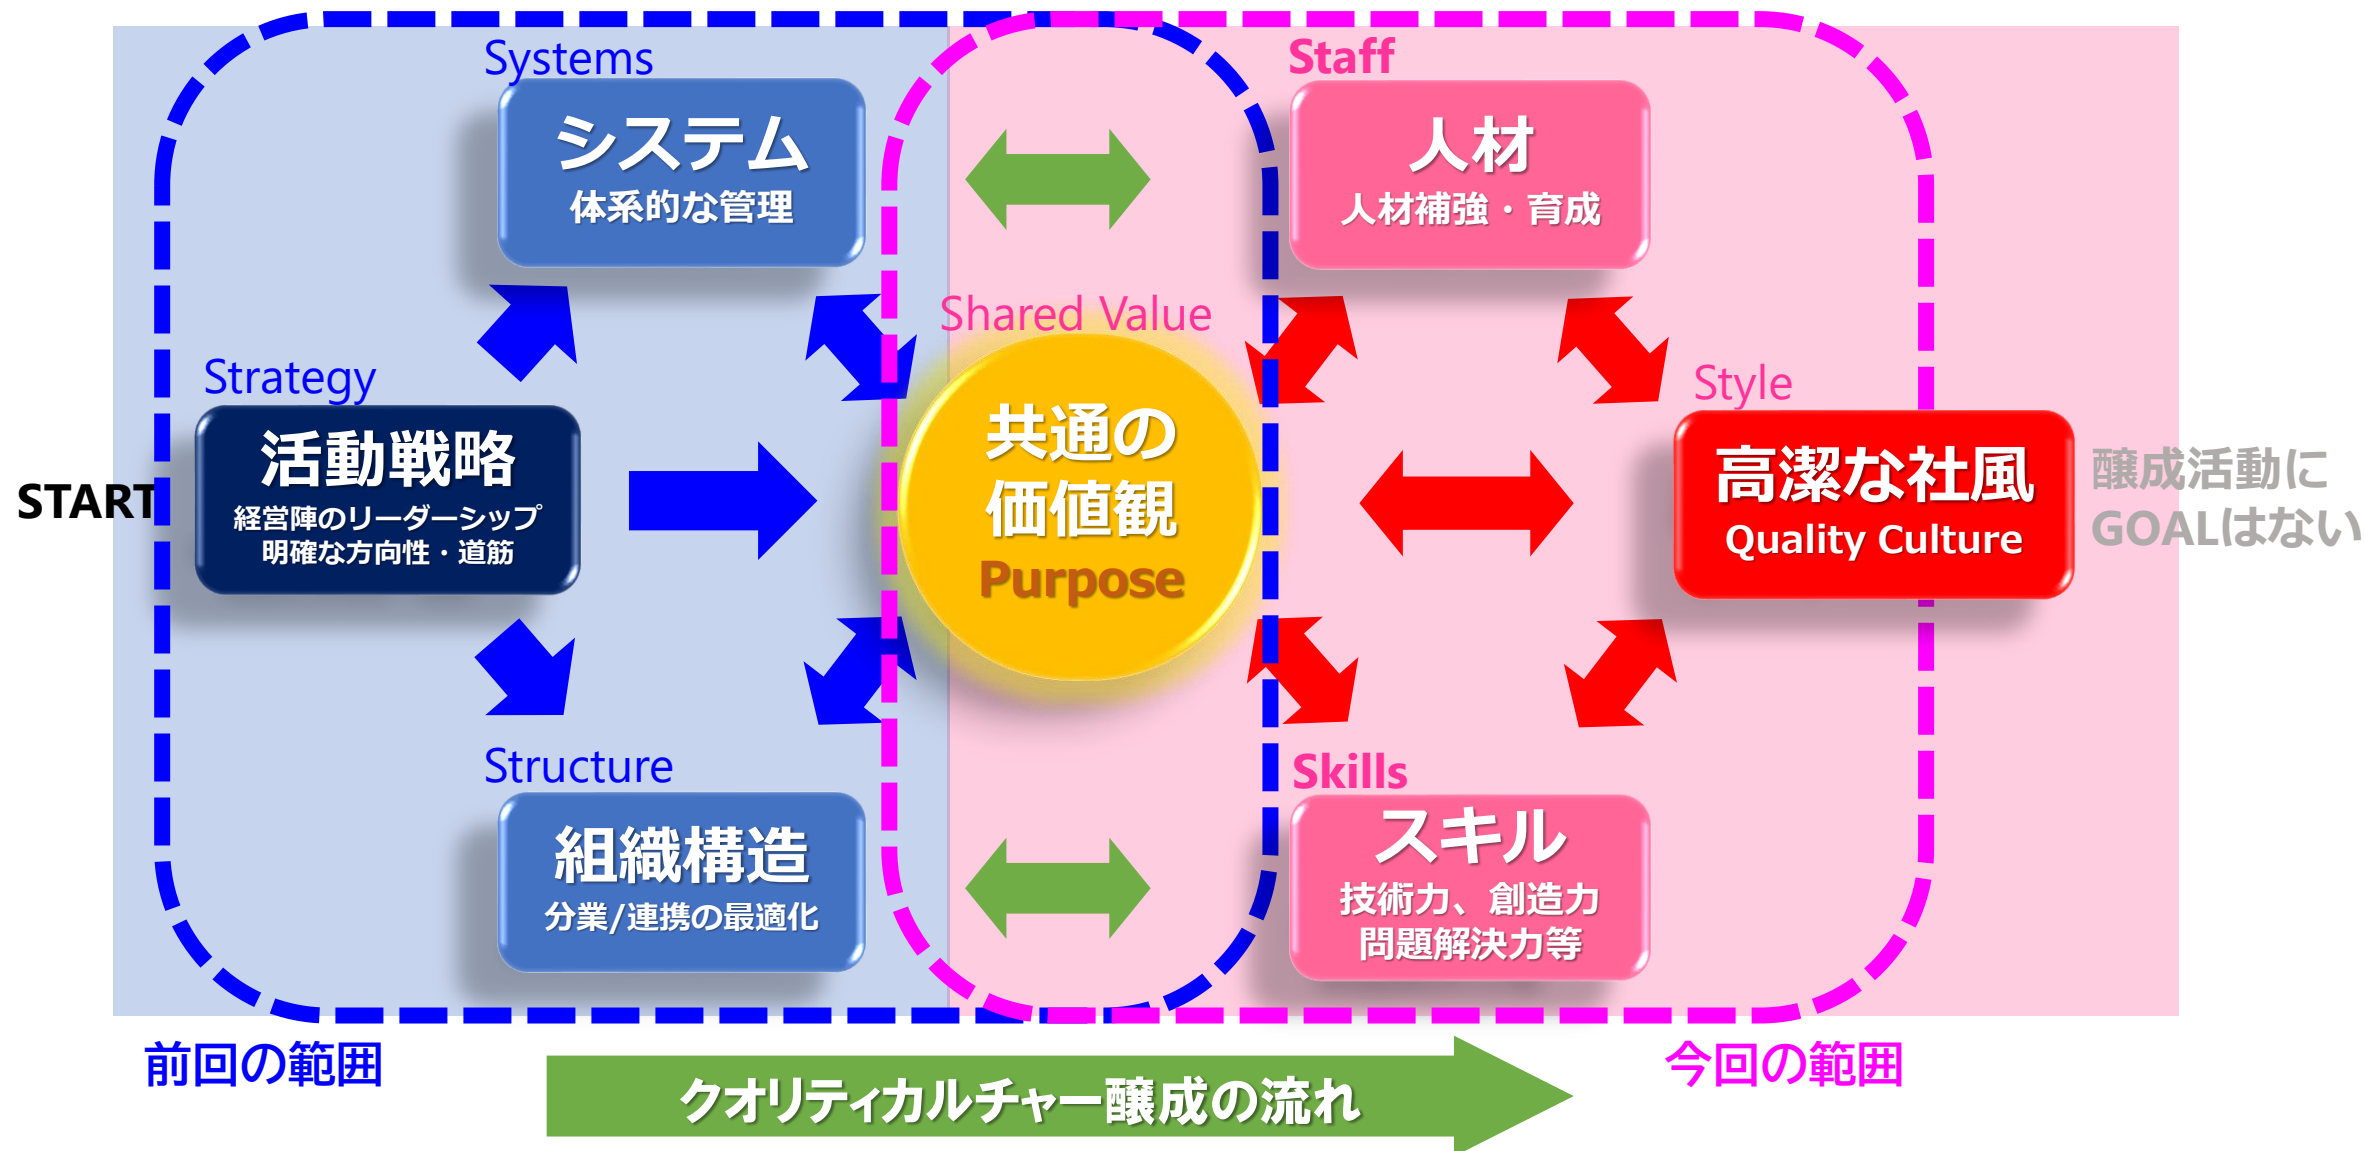 Systems
システム
体系的な管理
Staff
人材
人材補強・育成
Strategy
START
活動戦略
経営陣のリーダーシップ
明確な方向性・道筋
Shared Value
共通の
価値観
Purpose
Style
高潔な社風
Quality Culture
醸成活動に
GOALはない
Structure
組織構造
分業/連携の最適化
Skills
スキル
技術力、創造力
問題解決力等
前回の範囲
今回の範囲
クオリティカルチャー醸成の流れ